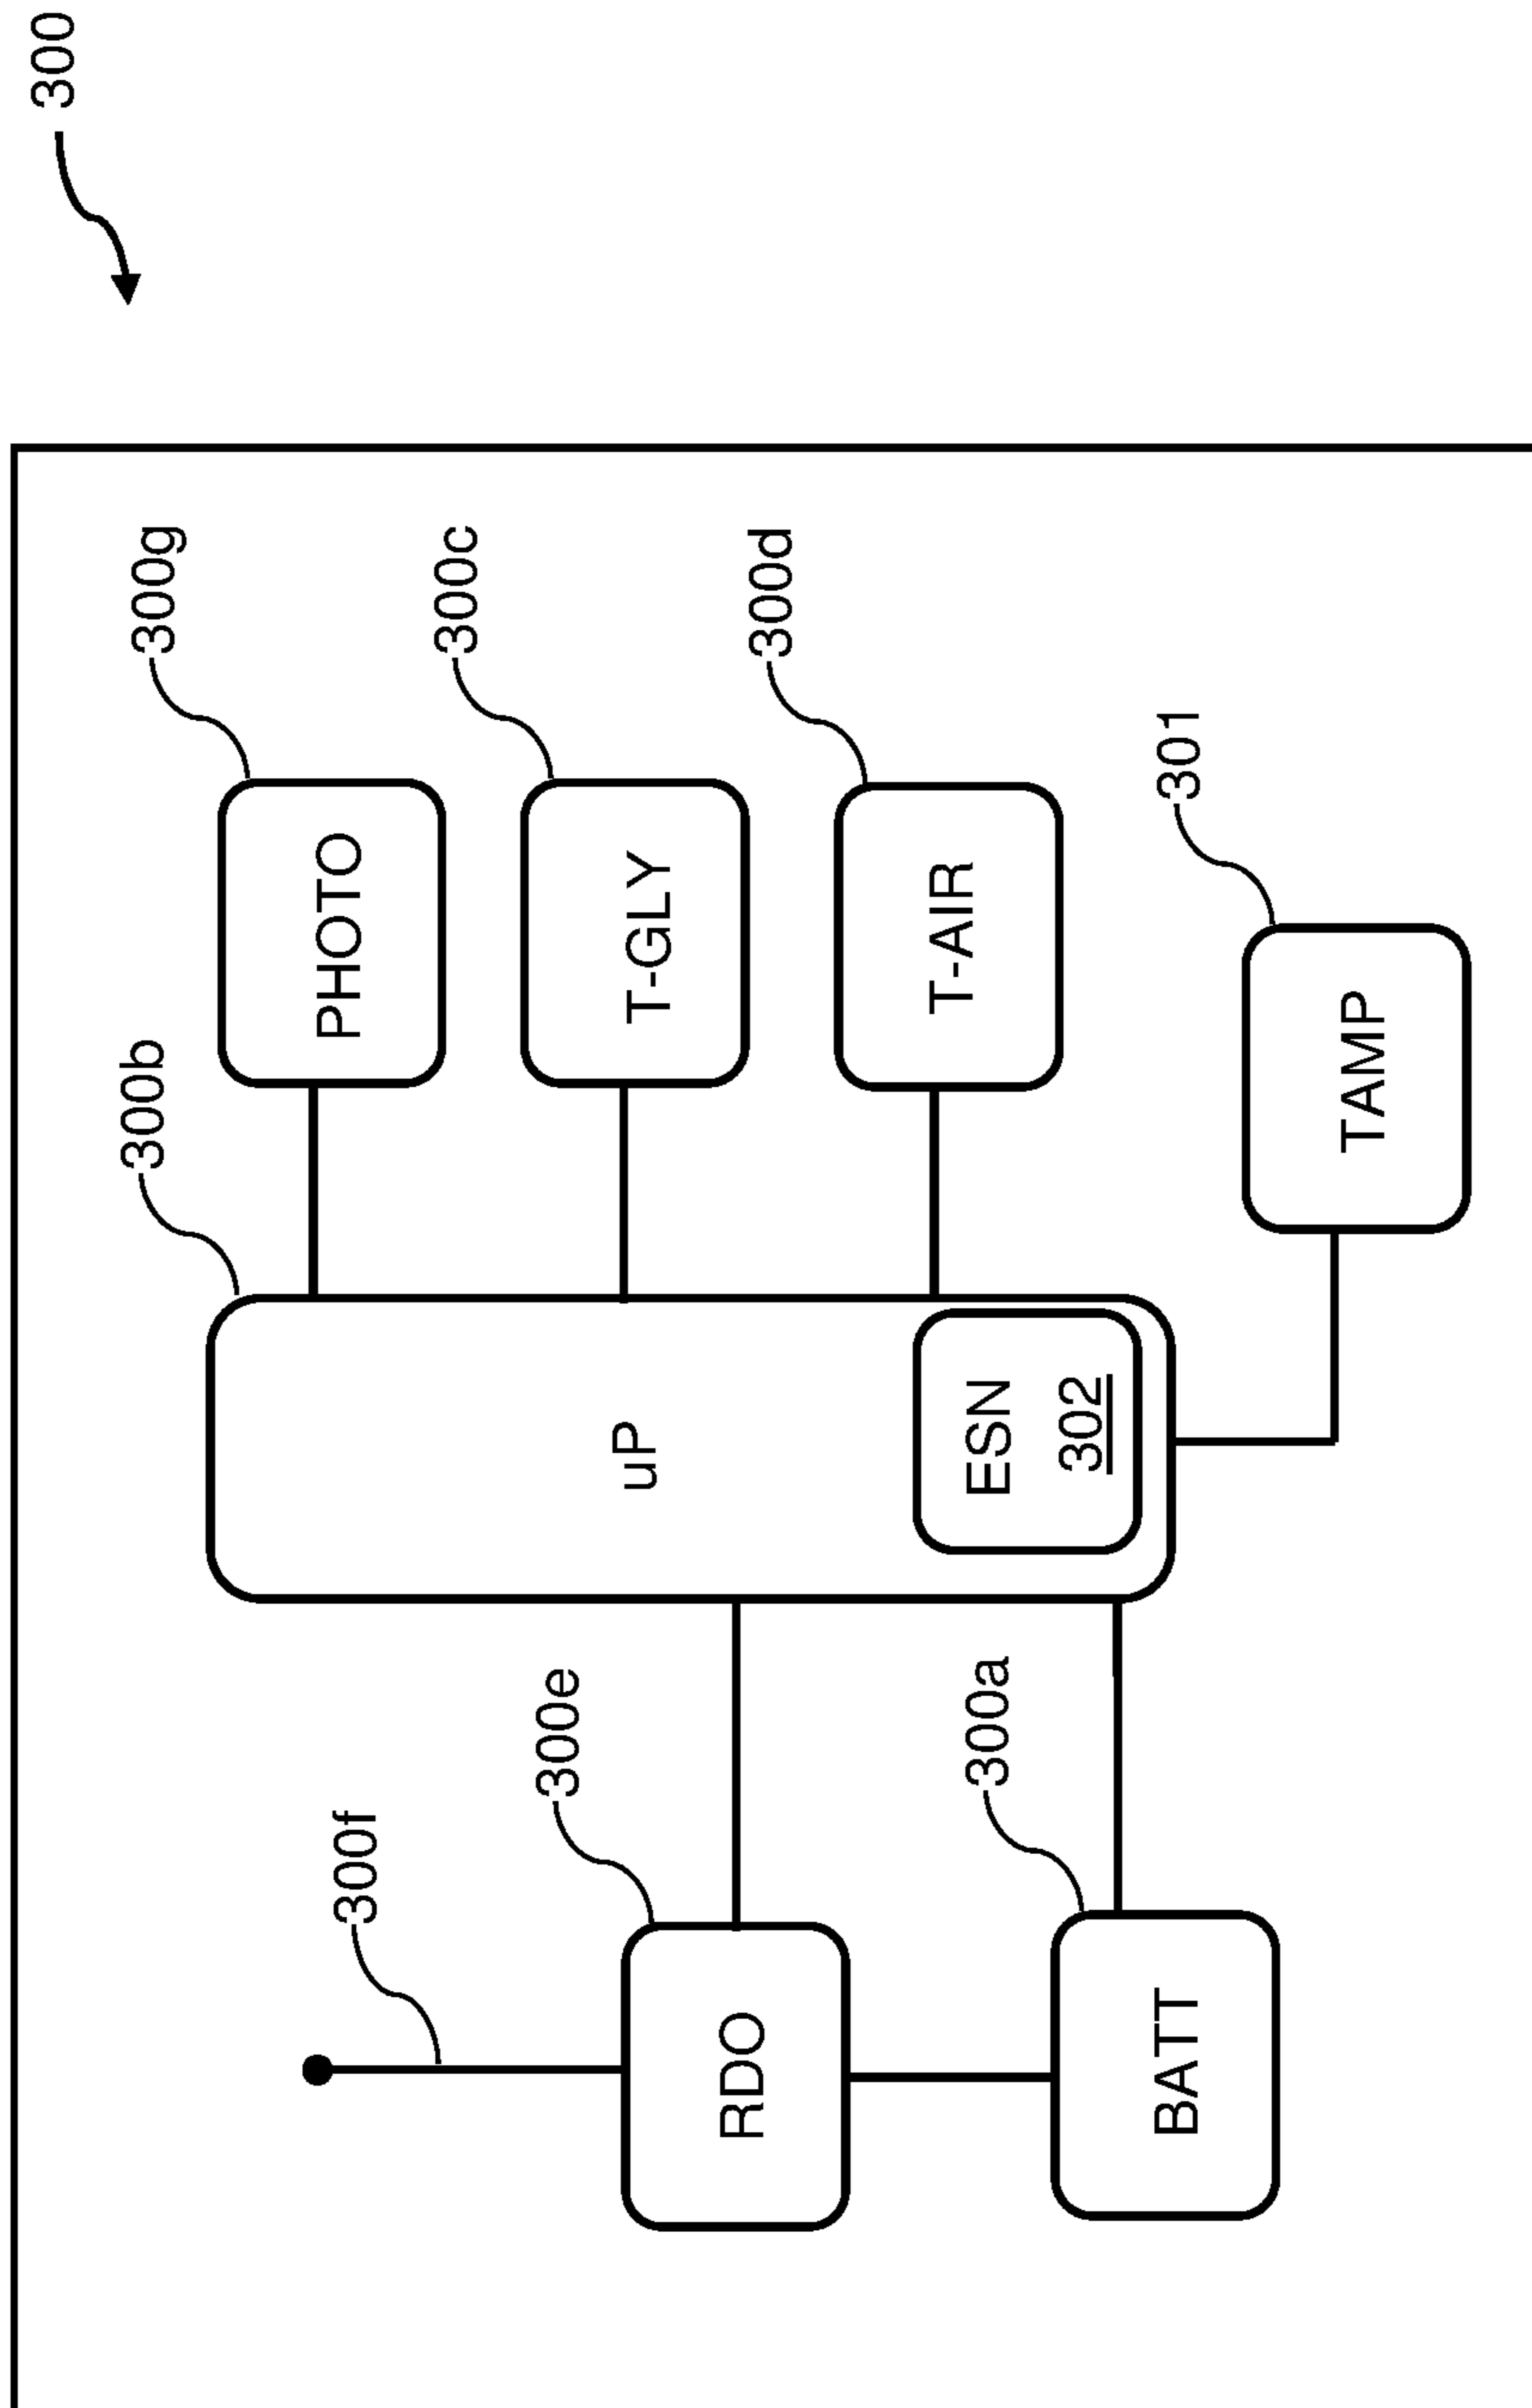 300
300g
PHOTO
300c
T-GLY
300d
T-AIR
301
TAMP
300b
uP
ESN
302
300e
RDO
300f
300a
BATT